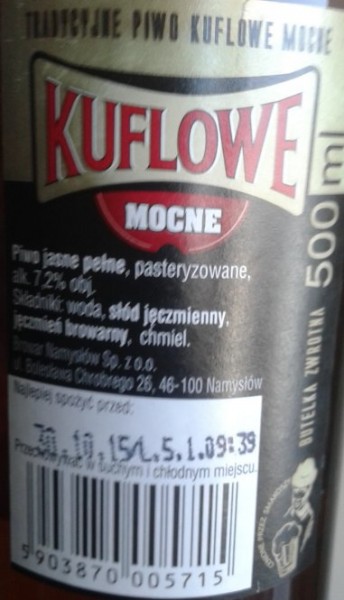 TRADYCYJNE PIWO KUFLOWE MOCNE
KUFLOWE
MOCNE
Piwo jasne pełne, pasteryzowane,
alk. 7,2% obj.
Składniki: woda, słód jęczmienny,
jęczmień browarny, chmiel.
Browar Namysłów Sp. z o.o.
ul. Bolesława Chrobrego 26, 46-100 Namysłów
Najlepiej spożyć przed:
30.10.15/L.5.1.09:39
Przechowywać w suchym i chłodnym miejscu.
5903870005715
500 ml
BUTELKA ZWROTNA